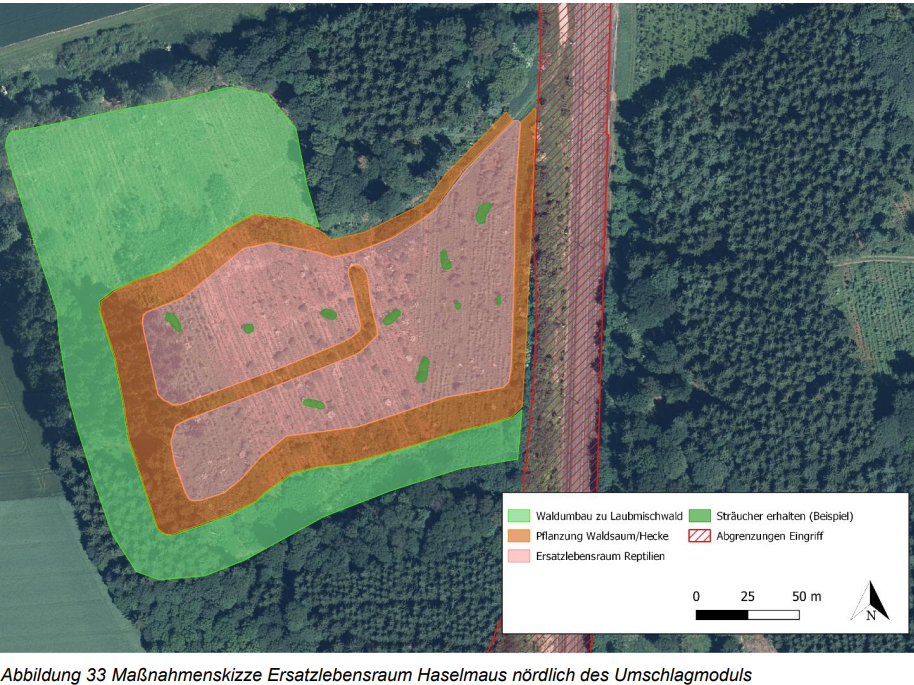 Waldumbau zu Laubmischwald
Sträucher erhalten (Beispiel)
Pflanzung Waldsaum/Hecke
Abgrenzungen Eingriff
Ersatzlebensraum Reptilien
0 25 50 m
N
Abbildung 33 Maßnahmenskizze Ersatzlebensraum Haselmaus nördlich des Umschlagmoduls